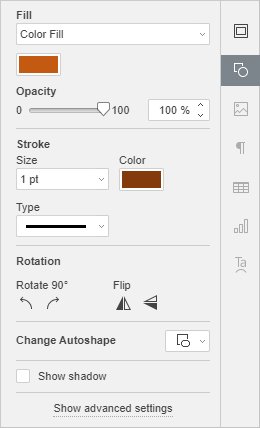 Fill
Color Fill
Opacity
0 100 100 %
Stroke
Size Color
1 pt
Type
Rotation
Rotate 90° Flip
Change Autoshape
Show shadow
Show advanced settings
Ta